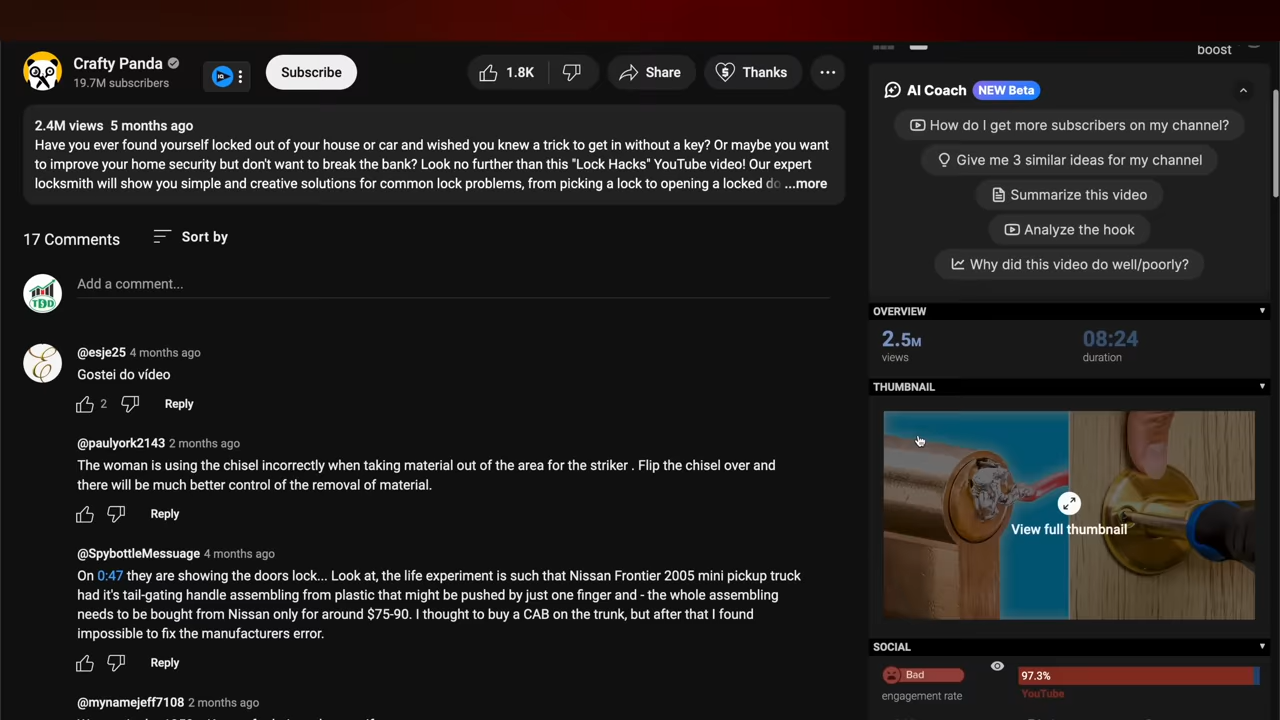 Crafty Panda
19.7M subscribers
Subscribe
1.8K
Share
Thanks
2.4M views 5 months ago
Have you ever found yourself locked out of your house or car and wished you knew a trick to get in without a key? Or maybe you want
to improve your home security but don't want to break the bank? Look no further than this "Lock Hacks" YouTube video! Our expert
locksmith will show you simple and creative solutions for common lock problems, from picking a lock to opening a locked do ...more
17 Comments
Sort by
TDD
Add a comment...
@esje25 4 months ago
Gostei do vídeo
2
Reply
@paulyork2143 2 months ago
The woman is using the chisel incorrectly when taking material out of the area for the striker . Flip the chisel over and
there will be much better control of the removal of material.
Reply
@SpybottleMessuage 4 months ago
On 0:47 they are showing the doors lock... Look at, the life experiment is such that Nissan Frontier 2005 mini pickup truck
had it's tail-gating handle assembling from plastic that might be pushed by just one finger and - the whole assembling
needs to be bought from Nissan only for around $75-90. I thought to buy a CAB on the trunk, but after that I found
impossible to fix the manufacturers error.
Reply
@mynamejeff7108 2 months ago
boost
AI Coach NEW Beta
How do I get more subscribers on my channel?
Give me 3 similar ideas for my channel
Summarize this video
Analyze the hook
Why did this video do well/poorly?
OVERVIEW
2.5M
views
08:24
duration
THUMBNAIL
View full thumbnail
SOCIAL
Bad
engagement rate
97.3%
YouTube